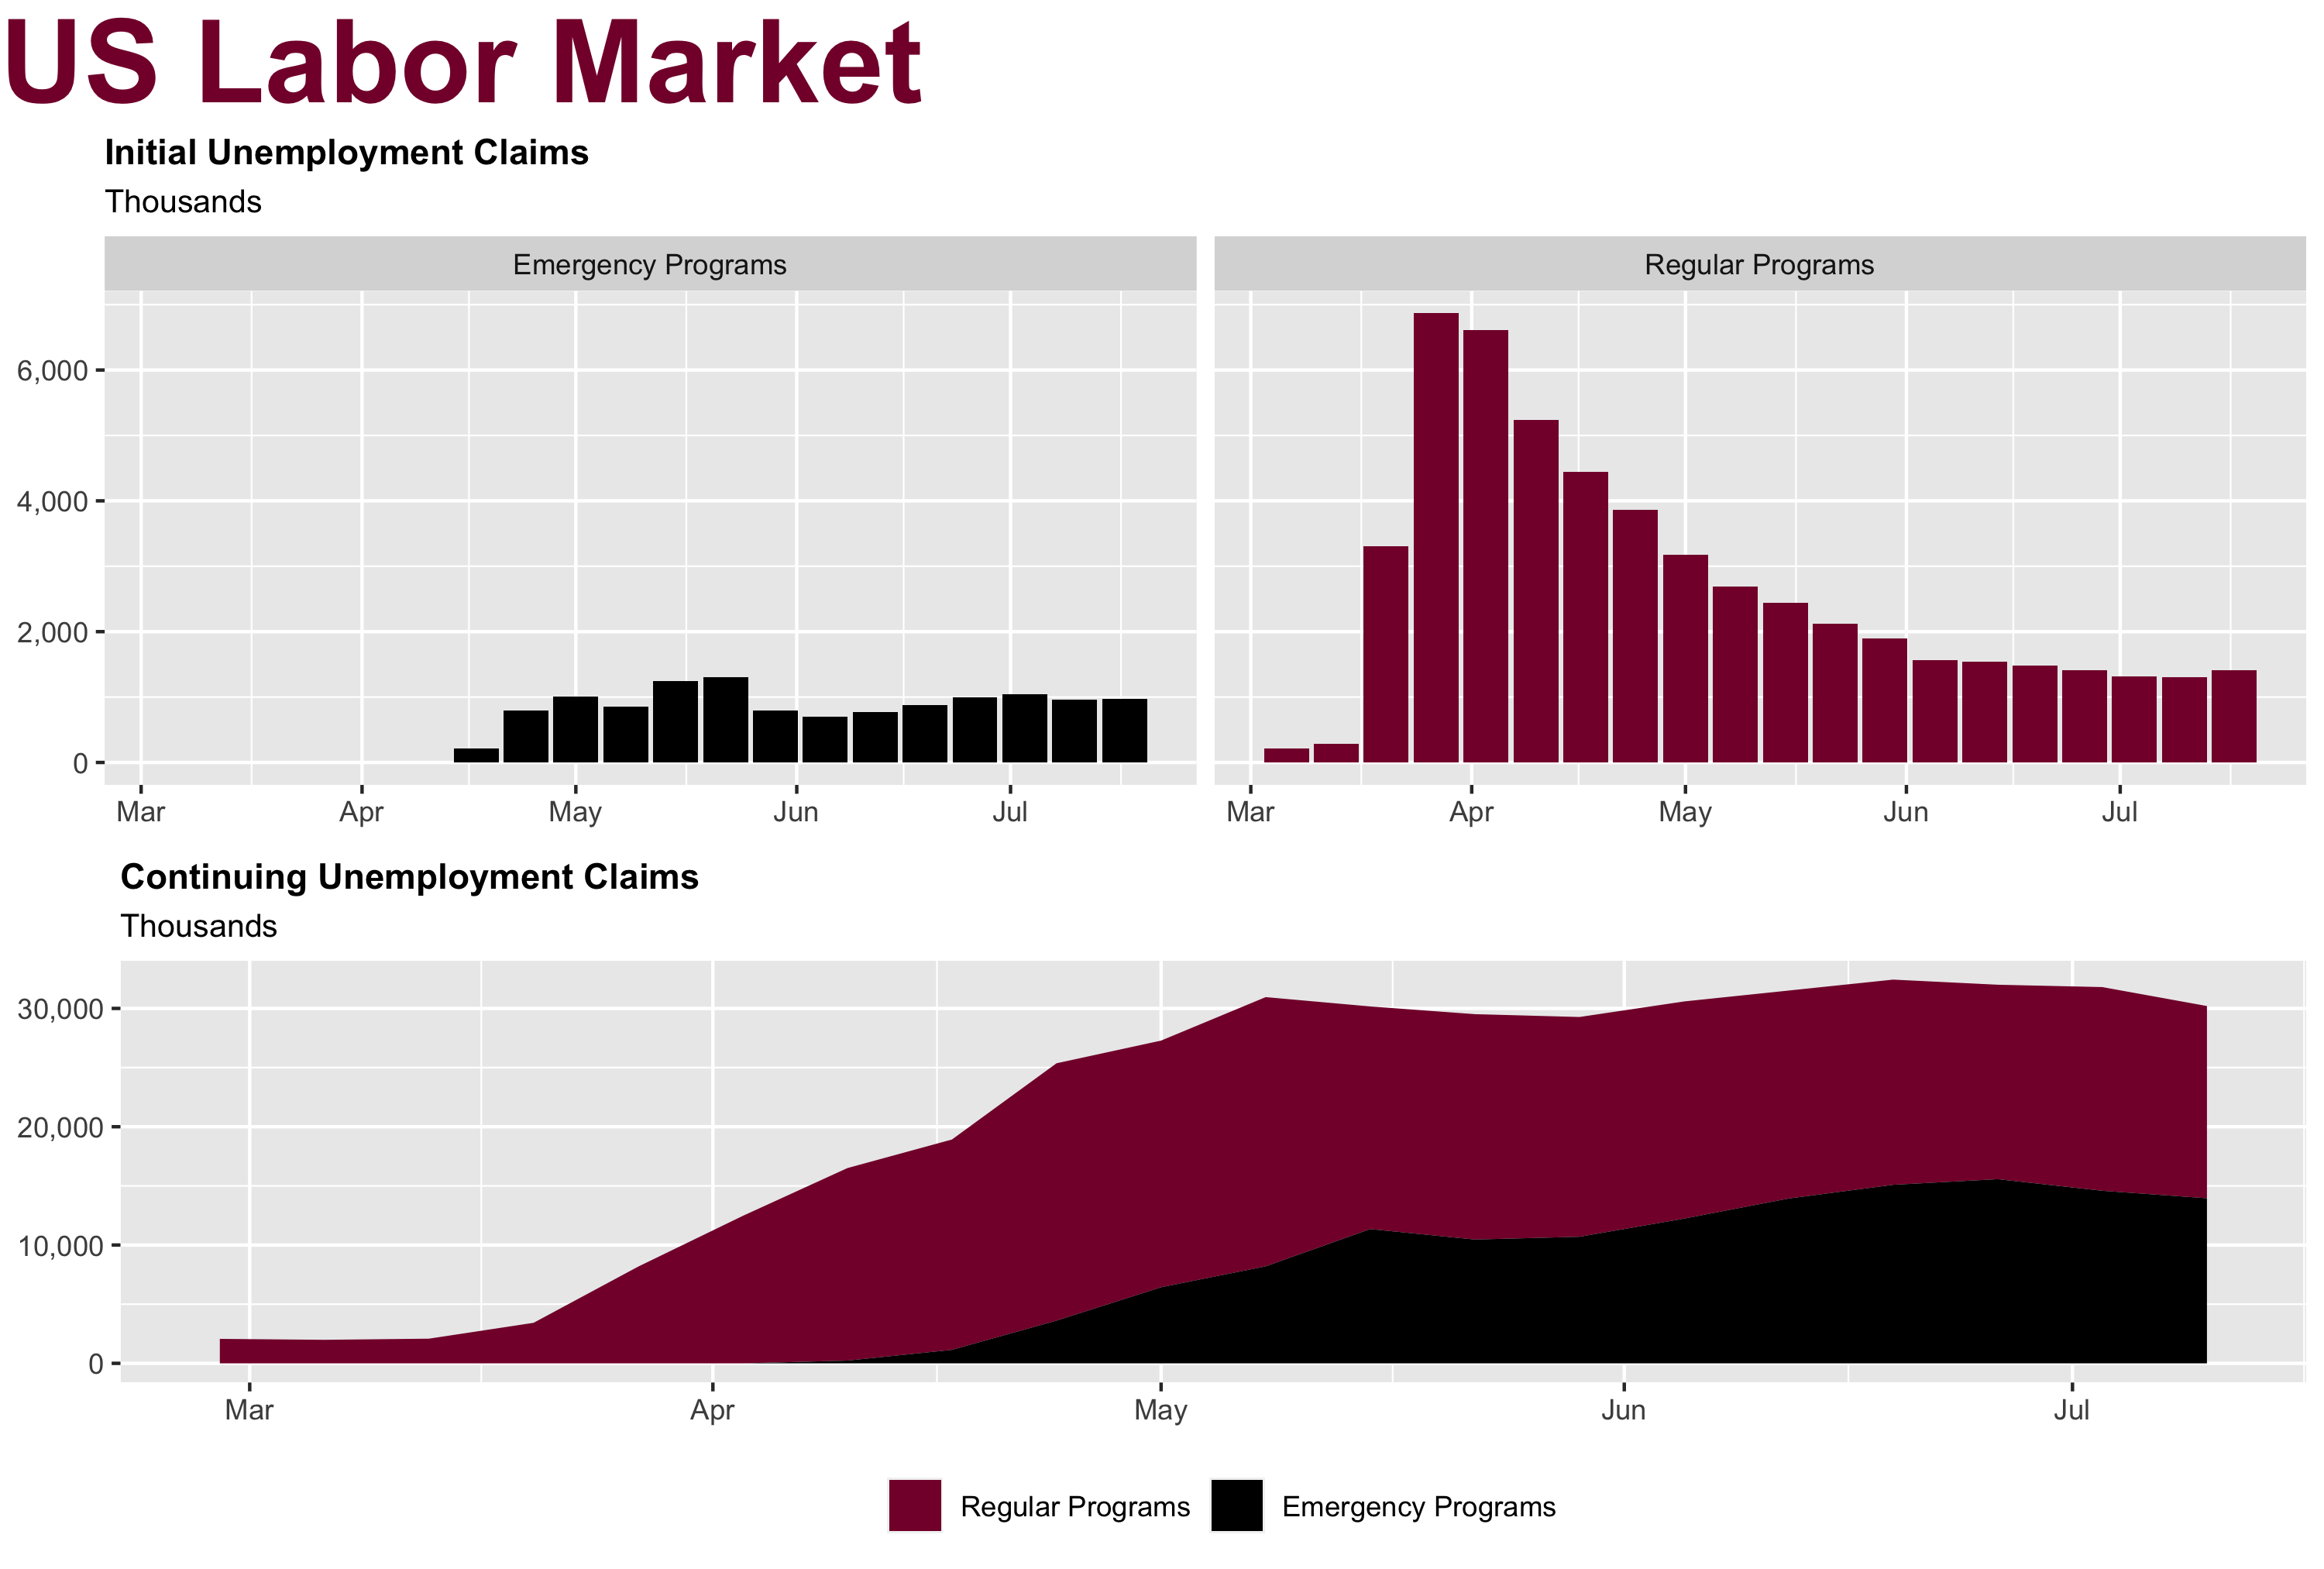 US Labor Market
Initial Unemployment Claims
Thousands
Emergency Programs
Regular Programs
6,000
4,000
2,000
0
Mar Apr May Jun Jul
Mar Apr May Jun Jul
Continuing Unemployment Claims
Thousands
30,000
20,000
10,000
0
Mar Apr May Jun Jul
Regular Programs
Emergency Programs